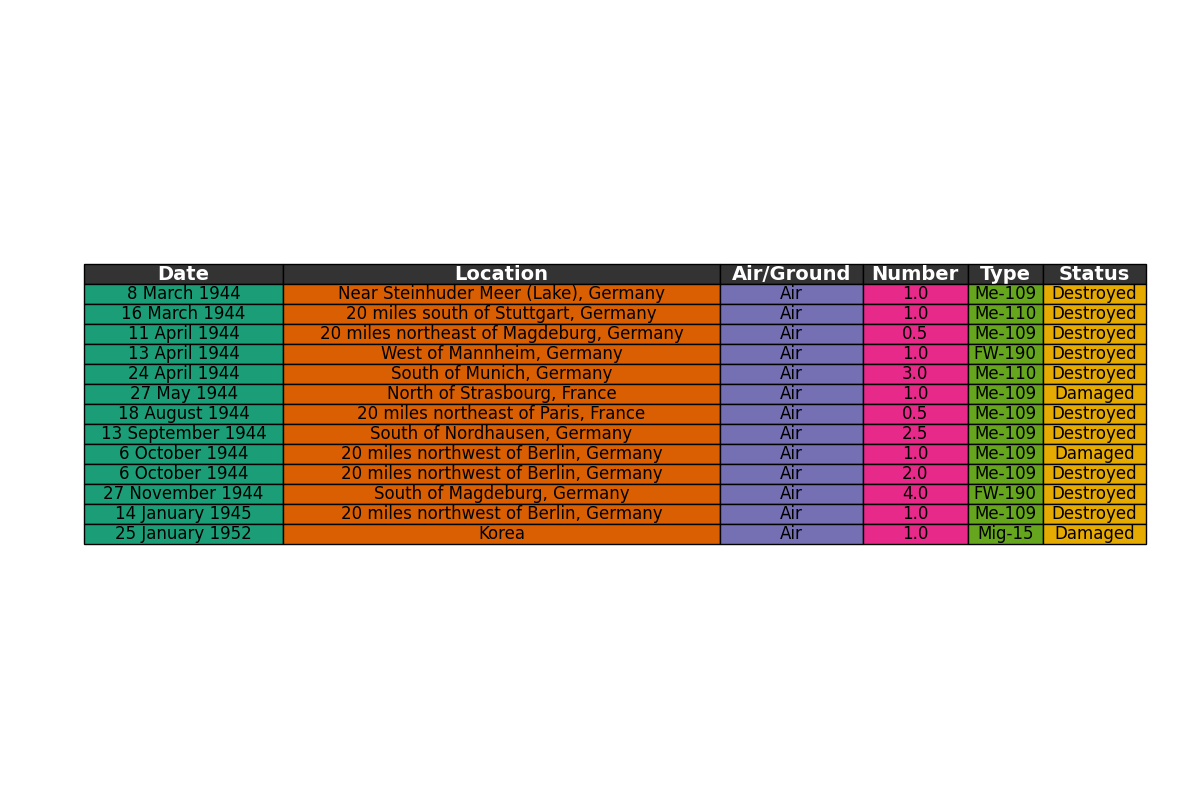 Date Location Air/Ground Number Type Status
8 March 1944 Near Steinhuder Meer (Lake), Germany Air 1.0 Me-109 Destroyed
16 March 1944 20 miles south of Stuttgart, Germany Air 1.0 Me-110 Destroyed
11 April 1944 20 miles northeast of Magdeburg, Germany Air 0.5 Me-109 Destroyed
13 April 1944 West of Mannheim, Germany Air 1.0 FW-190 Destroyed
24 April 1944 South of Munich, Germany Air 3.0 Me-110 Destroyed
27 May 1944 North of Strasbourg, France Air 1.0 Me-109 Damaged
18 August 1944 20 miles northeast of Paris, France Air 0.5 Me-109 Destroyed
13 September 1944 South of Nordhausen, Germany Air 2.5 Me-109 Destroyed
6 October 1944 20 miles northwest of Berlin, Germany Air 1.0 Me-109 Damaged
6 October 1944 20 miles northwest of Berlin, Germany Air 2.0 Me-109 Destroyed
27 November 1944 South of Magdeburg, Germany Air 4.0 FW-190 Destroyed
14 January 1945 20 miles northwest of Berlin, Germany Air 1.0 Me-109 Destroyed
25 January 1952 Korea Air 1.0 Mig-15 Damaged